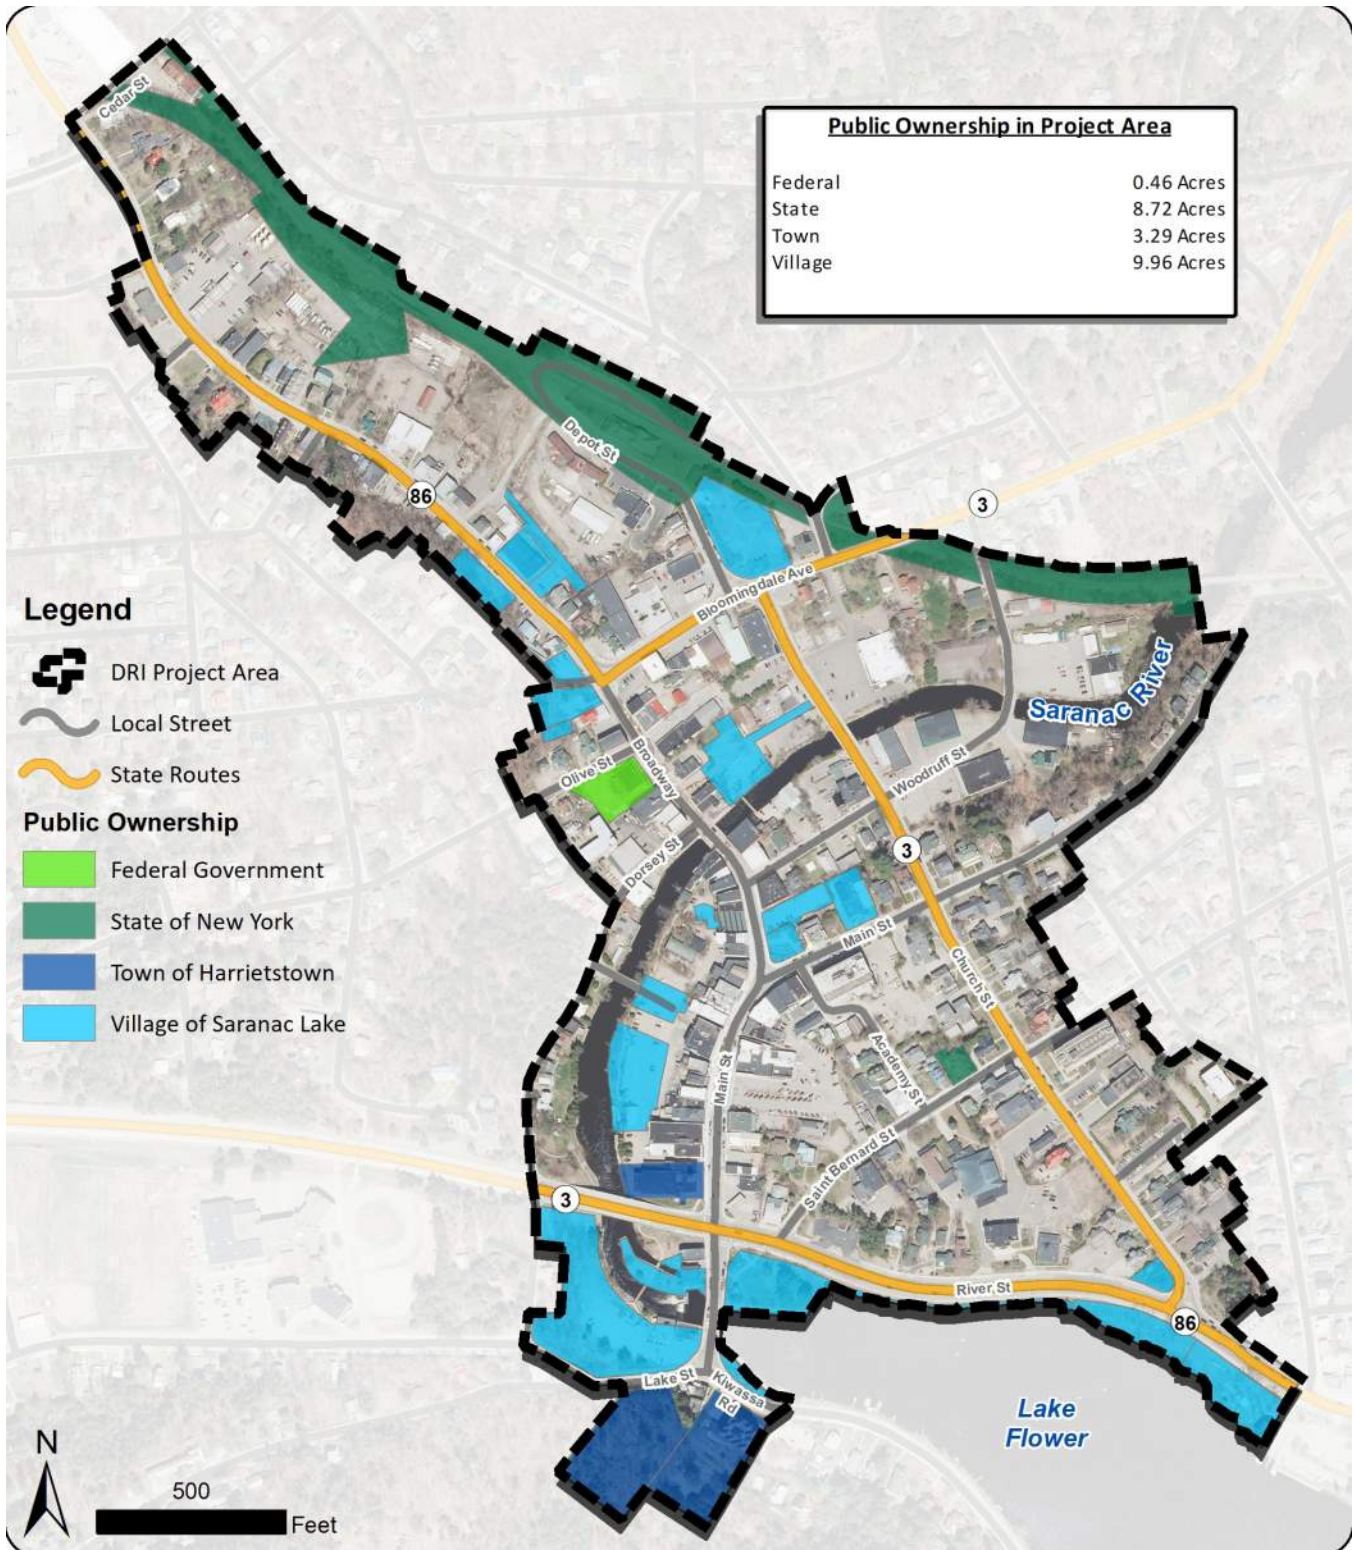 Cedar St
Public Ownership in Project Area
Federal 0.46 Acres
State 8.72 Acres
Town 3.29 Acres
Village 9.96 Acres
Depot St
86
3
Bloomingdale Ave
Legend
DRI Project Area
Local Street
State Routes
Public Ownership
Federal Government
State of New York
Town of Harrietstown
Village of Saranac Lake
Saranac River
Olive St
Broadway
Woodruff St
Dorsey St
3
Main St
Church St
Main St
Academy St
Saint Bernard St
3
River St
86
Lake St
Kiwassa
Rd
Lake
Flower
N
500
Feet